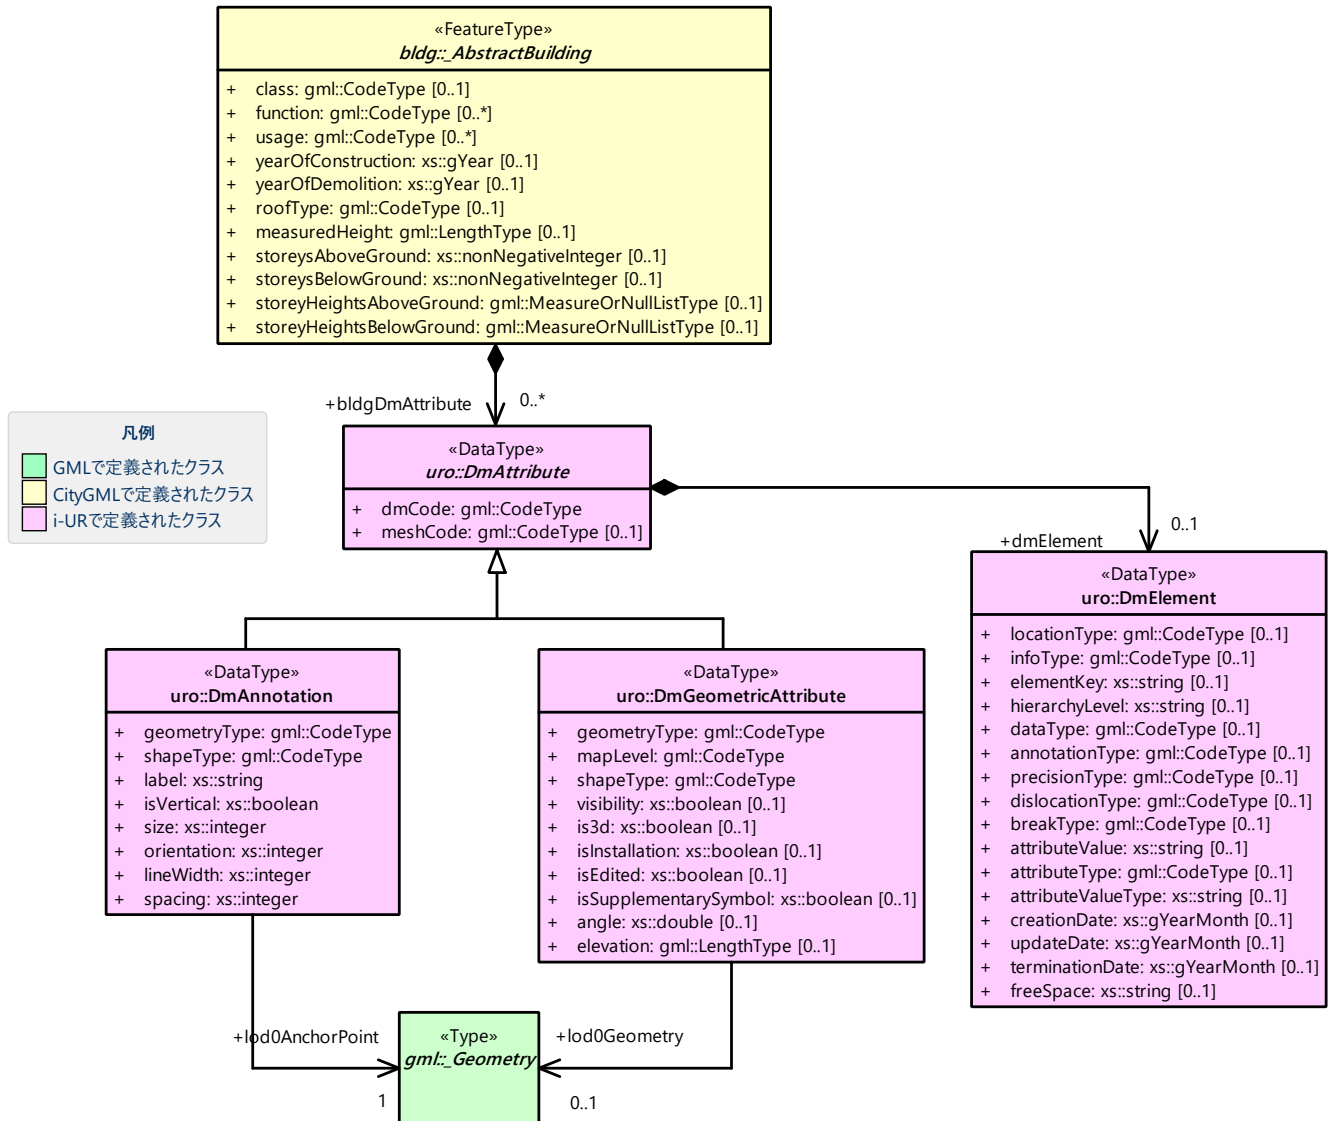 «FeatureType»
bldg::_AbstractBuilding
+ class: gml::CodeType [0..1]
+ function: gml::CodeType [0..*]
+ usage: gml::CodeType [0..*]
+ yearOfConstruction: xs::gYear [0..1]
+ yearOfDemolition: xs::gYear [0..1]
+ roofType: gml::CodeType [0..1]
+ measuredHeight: gml::LengthType [0..1]
+ storeysAboveGround: xs::nonNegativeInteger [0..1]
+ storeysBelowGround: xs::nonNegativeInteger [0..1]
+ storeyHeightsAboveGround: gml::MeasureOrNullListType [0..1]
+ storeyHeightsBelowGround: gml::MeasureOrNullListType [0..1]
+bldgDmAttribute
0..*
凡例
GMLで定義されたクラス
CityGMLで定義されたクラス
i-URで定義されたクラス
«DataType»
uro::DmAttribute
+ dmCode: gml::CodeType
+ meshCode: gml::CodeType [0..1]
+dmElement
0..1
«DataType»
uro::DmElement
+ locationType: gml::CodeType [0..1]
+ infoType: gml::CodeType [0..1]
+ elementKey: xs::string [0..1]
+ hierarchyLevel: xs::string [0..1]
+ dataType: gml::CodeType [0..1]
+ annotationType: gml::CodeType [0..1]
+ precisionType: gml::CodeType [0..1]
+ dislocationType: gml::CodeType [0..1]
+ breakType: gml::CodeType [0..1]
+ attributeValue: xs::string [0..1]
+ attributeType: gml::CodeType [0..1]
+ attributeValueType: xs::string [0..1]
+ creationDate: xs::gYearMonth [0..1]
+ updateDate: xs::gYearMonth [0..1]
+ terminationDate: xs::gYearMonth [0..1]
+ freeSpace: xs::string [0..1]
«DataType»
uro::DmAnnotation
+ geometryType: gml::CodeType
+ shapeType: gml::CodeType
+ label: xs::string
+ isVertical: xs::boolean
+ size: xs::integer
+ orientation: xs::integer
+ lineWidth: xs::integer
+ spacing: xs::integer
«DataType»
uro::DmGeometricAttribute
+ geometryType: gml::CodeType
+ mapLevel: gml::CodeType
+ shapeType: gml::CodeType
+ visibility: xs::boolean [0..1]
+ is3d: xs::boolean [0..1]
+ isInstallation: xs::boolean [0..1]
+ isEdited: xs::boolean [0..1]
+ isSupplementarySymbol: xs::boolean [0..1]
+ angle: xs::double [0..1]
+ elevation: gml::LengthType [0..1]
+lod0AnchorPoint
1
«Type»
gml::_Geometry
+lod0Geometry
0..1